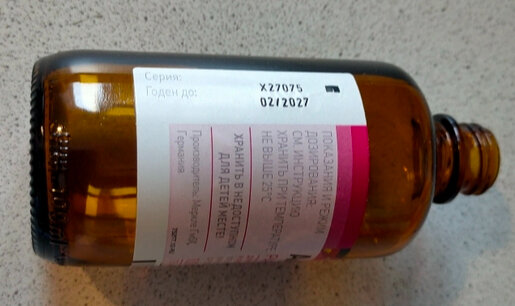 Серия:
Годен до:
X27075
02/2027
ПОКАЗАНИЯ И РЕЖИМ
ДОЗИРОВАНИЯ:
СМ. ИНСТРУКЦИЮ
ХРАНИТЬ ПРИ ТЕМПЕРАТУРЕ
НЕ ВЫШЕ 25°C
ХРАНИТЬ В НЕДОСТУПНОМ
ДЛЯ ДЕТЕЙ МЕСТЕ!
Производитель:
Германия